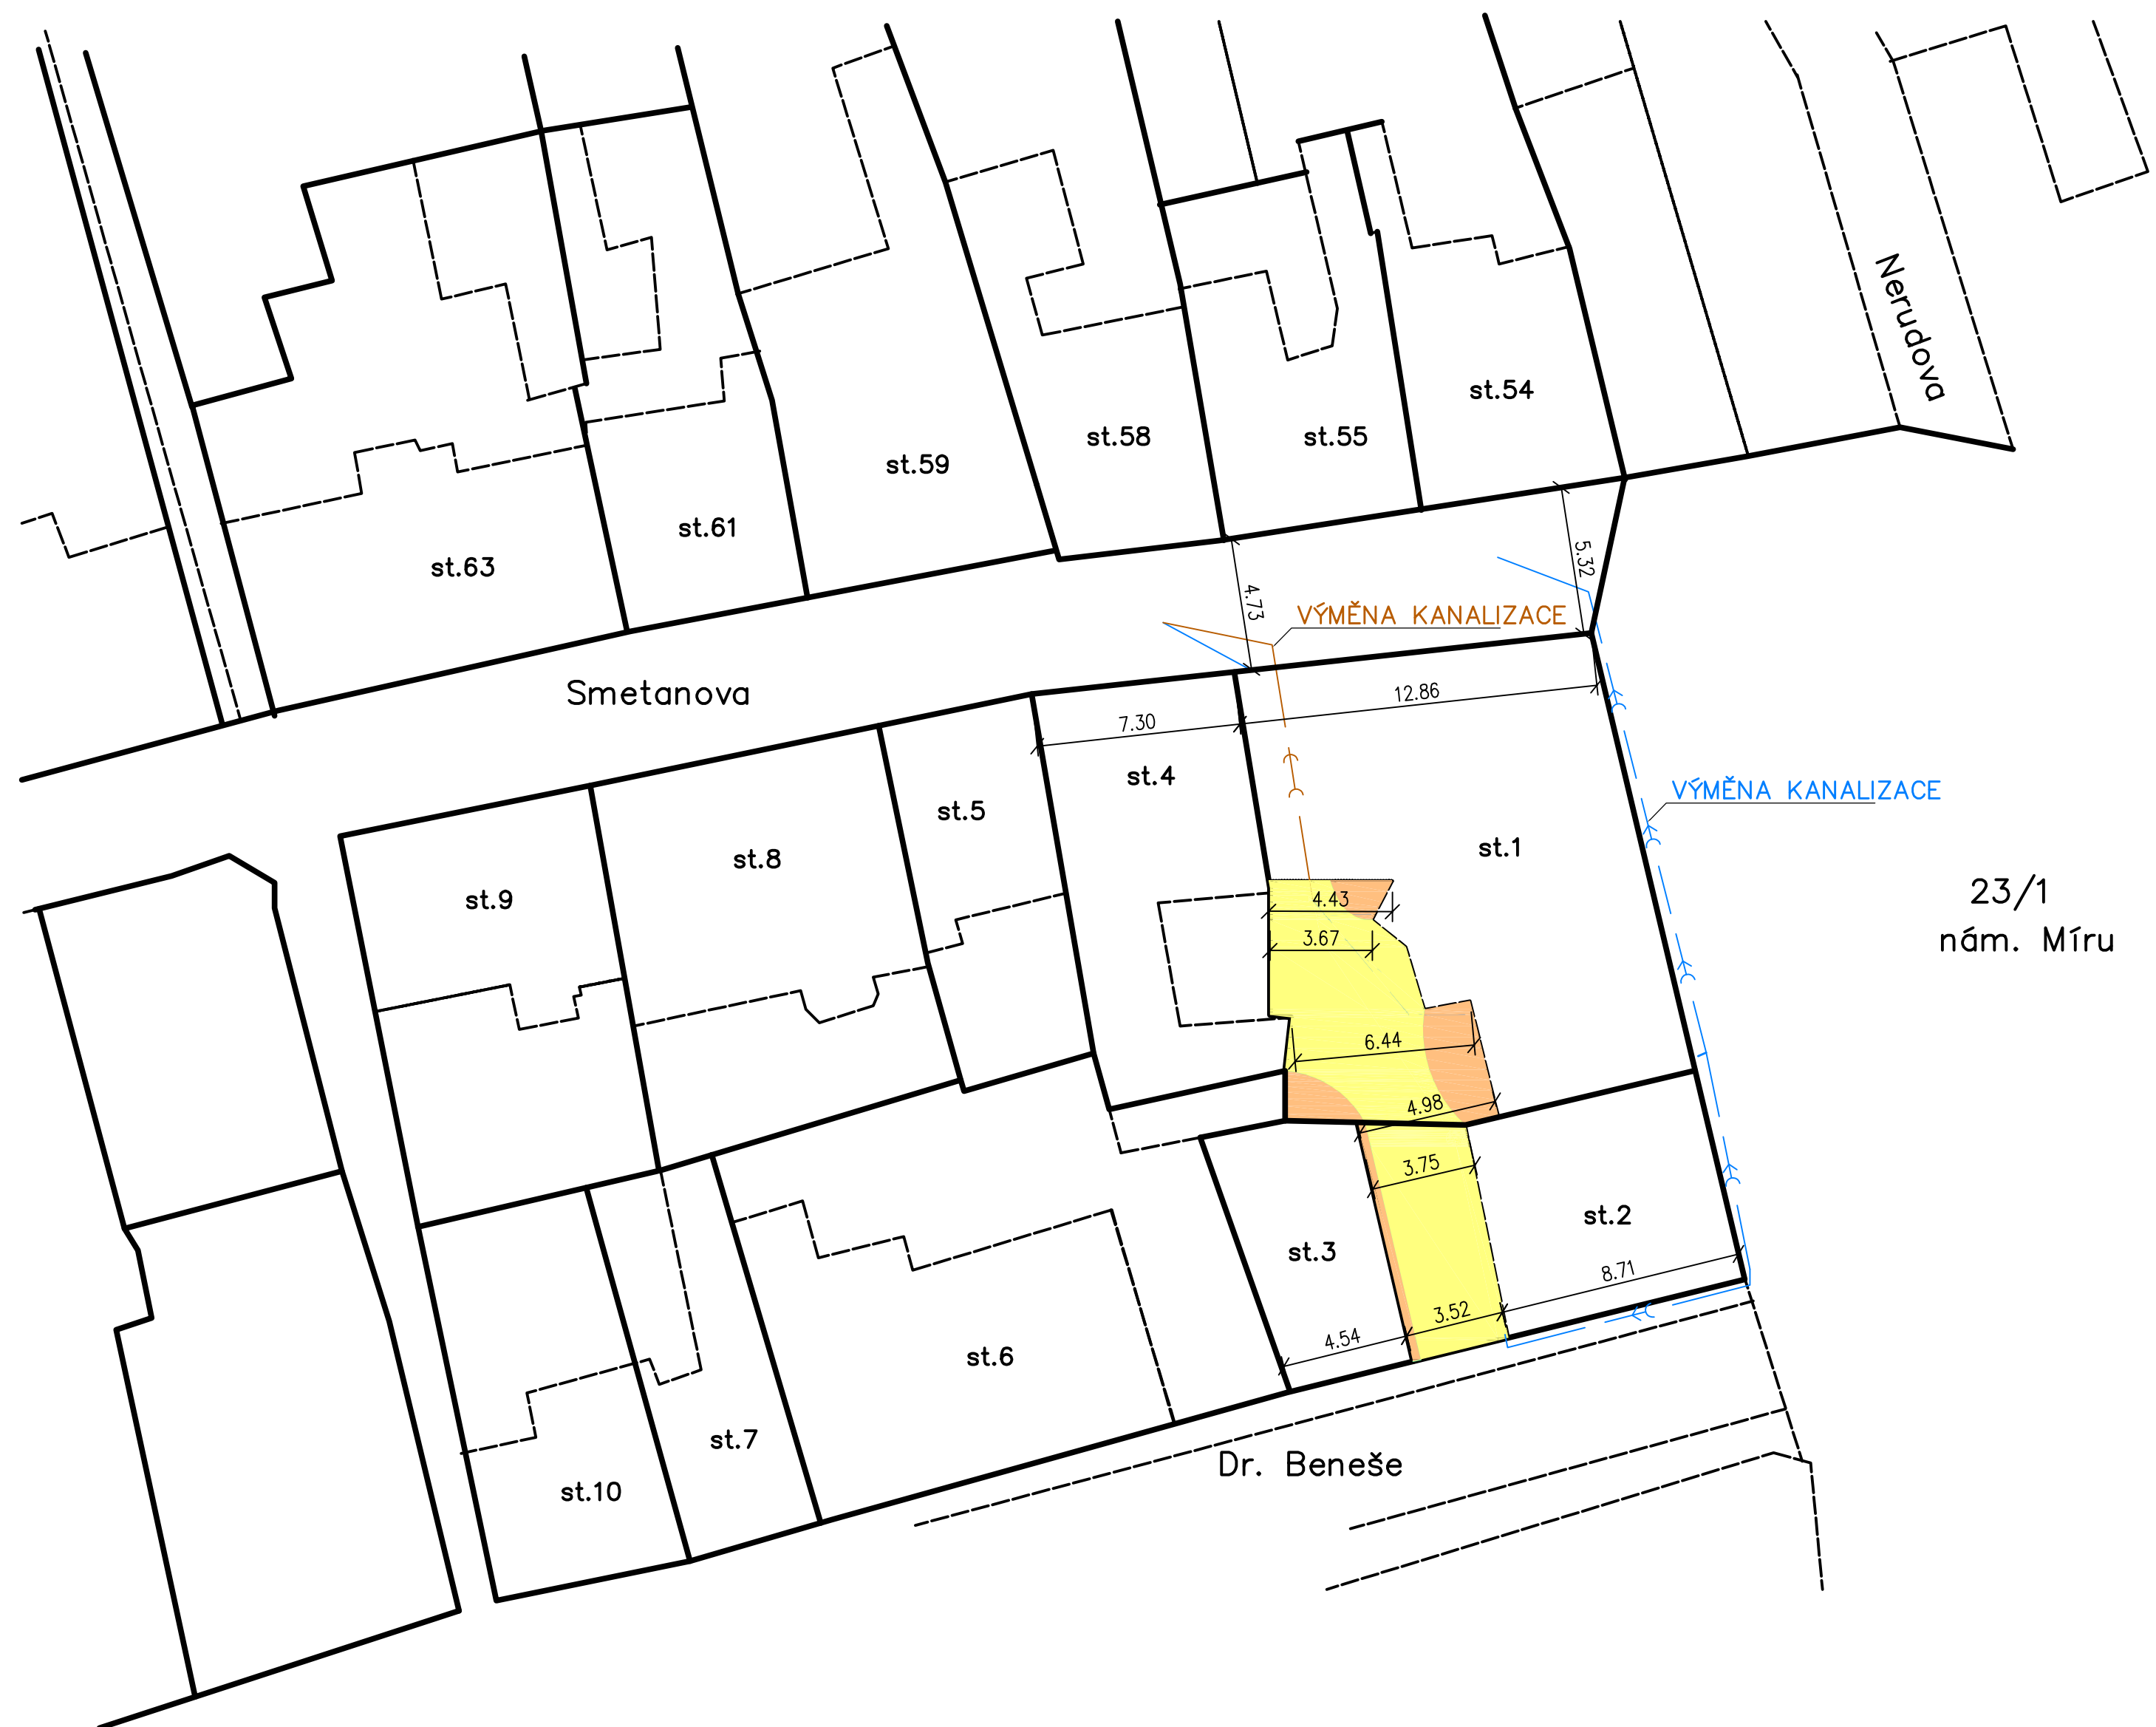 Nerudova
st.54
st.58
st.55
st.59
st.61
st.63
5.32
4.73
VÝMĚNA KANALIZACE
Smetanova
12.86
7.30
st.4
VÝMĚNA KANALIZACE
st.5
st.1
st.8
st.9
4.43
23/1
nám. Míru
3.67
6.44
4.98
3.75
st.2
st.3
8.71
3.52
4.54
st.6
st.7
Dr. Beneše
st.10